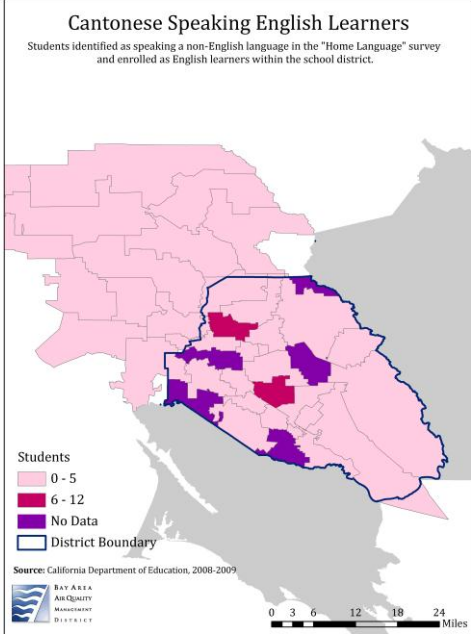 Cantonese Speaking English Learners
Students identified as speaking a non-English language in the "Home Language" survey
and enrolled as English learners within the school district.
Students
0 - 5
6 - 12
No Data
District Boundary
Source: California Department of Education, 2008-2009
BAY AREA
AIR QUALITY
MANAGEMENT
DISTRICT
0 3 6 12 18 24
Miles